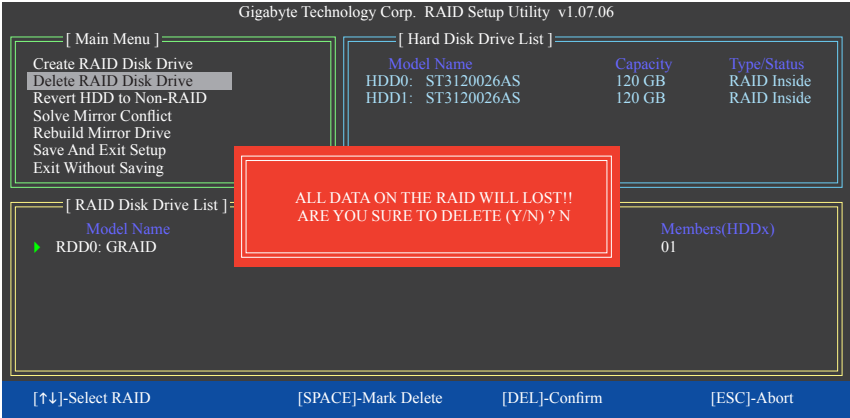 Gigabyte Technology Corp. RAID Setup Utility v1.07.06
[ Main Menu ]
Create RAID Disk Drive
Delete RAID Disk Drive
Revert HDD to Non-RAID
Solve Mirror Conflict
Rebuild Mirror Drive
Save And Exit Setup
Exit Without Saving
[ Hard Disk Drive List ]
Model Name Capacity Type/Status
HDD0: ST3120026AS 120 GB RAID Inside
HDD1: ST3120026AS 120 GB RAID Inside
ALL DATA ON THE RAID WILL LOST!!
ARE YOU SURE TO DELETE (Y/N) ? N
[ RAID Disk Drive List ]
Model Name Members(HDDx)
RDD0: GRAID 01
[↑↓]-Select RAID [SPACE]-Mark Delete [DEL]-Confirm [ESC]-Abort